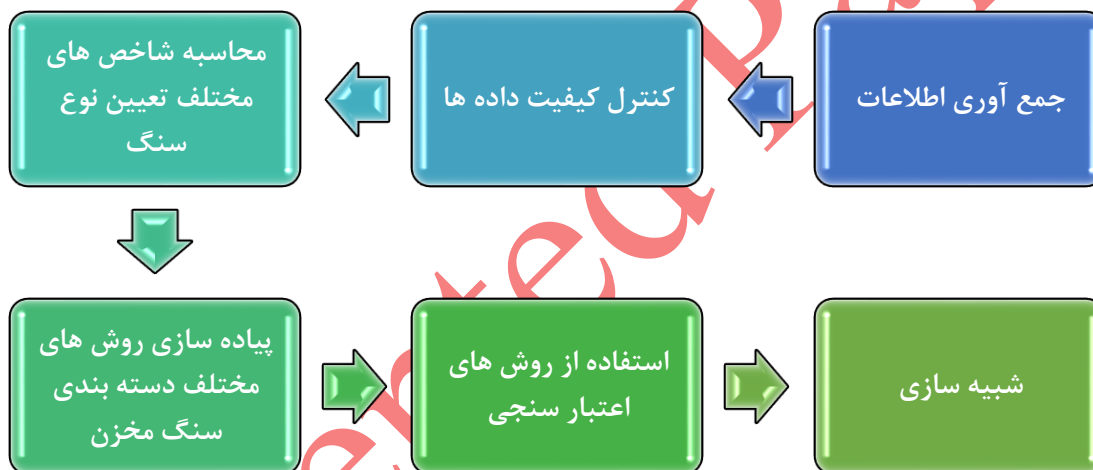 جمع آوری اطلاعات
کنترل کیفیت داده ها
محاسبه شاخص های
مختلف تعیین نوع
سنگ
پیاده سازی روش های
مختلف دسته بندی
سنگ مخزن
استفاده از روش های
اعتبار سنجی
شبیه سازی